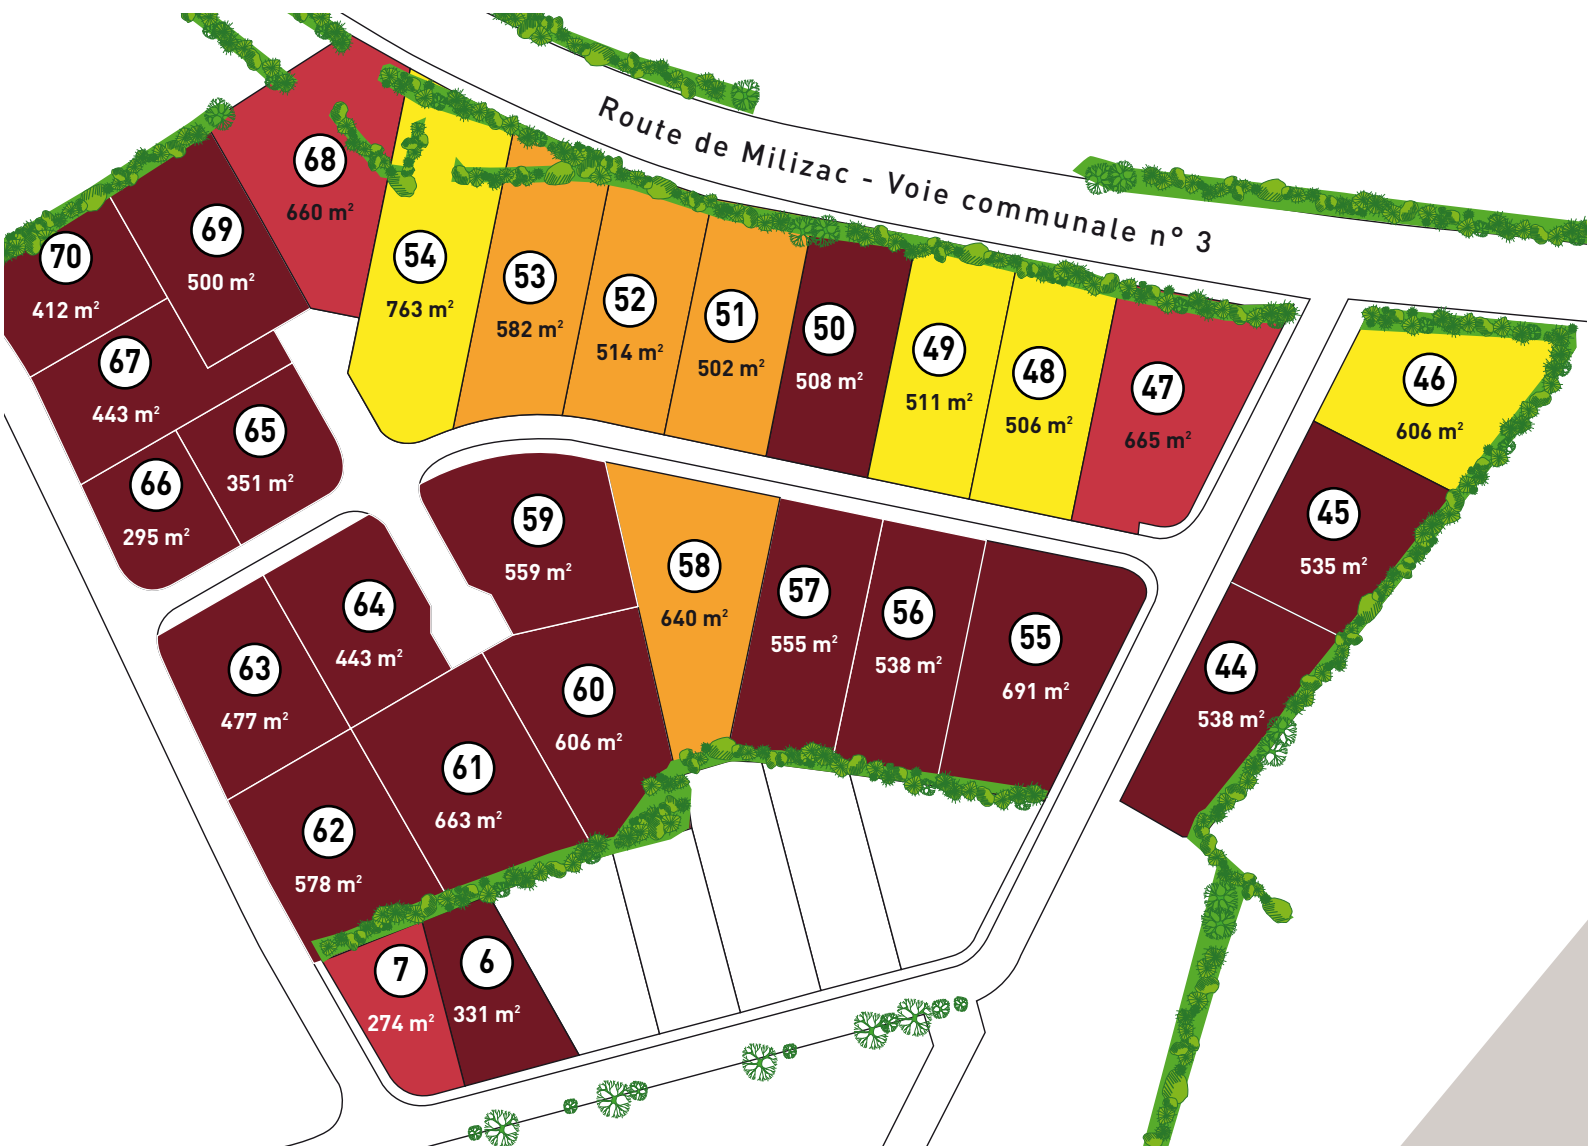 Route de Milizac - Voie communale n° 3
68
660 m²
69
500 m²
70
412 m²
54
763 m²
53
582 m²
52
514 m²
51
502 m²
50
508 m²
49
511 m²
48
506 m²
47
665 m²
46
606 m²
67
443 m²
65
351 m²
66
295 m²
59
559 m²
58
640 m²
57
555 m²
56
538 m²
55
691 m²
45
535 m²
44
538 m²
64
443 m²
63
477 m²
60
606 m²
61
663 m²
62
578 m²
7
274 m²
6
331 m²